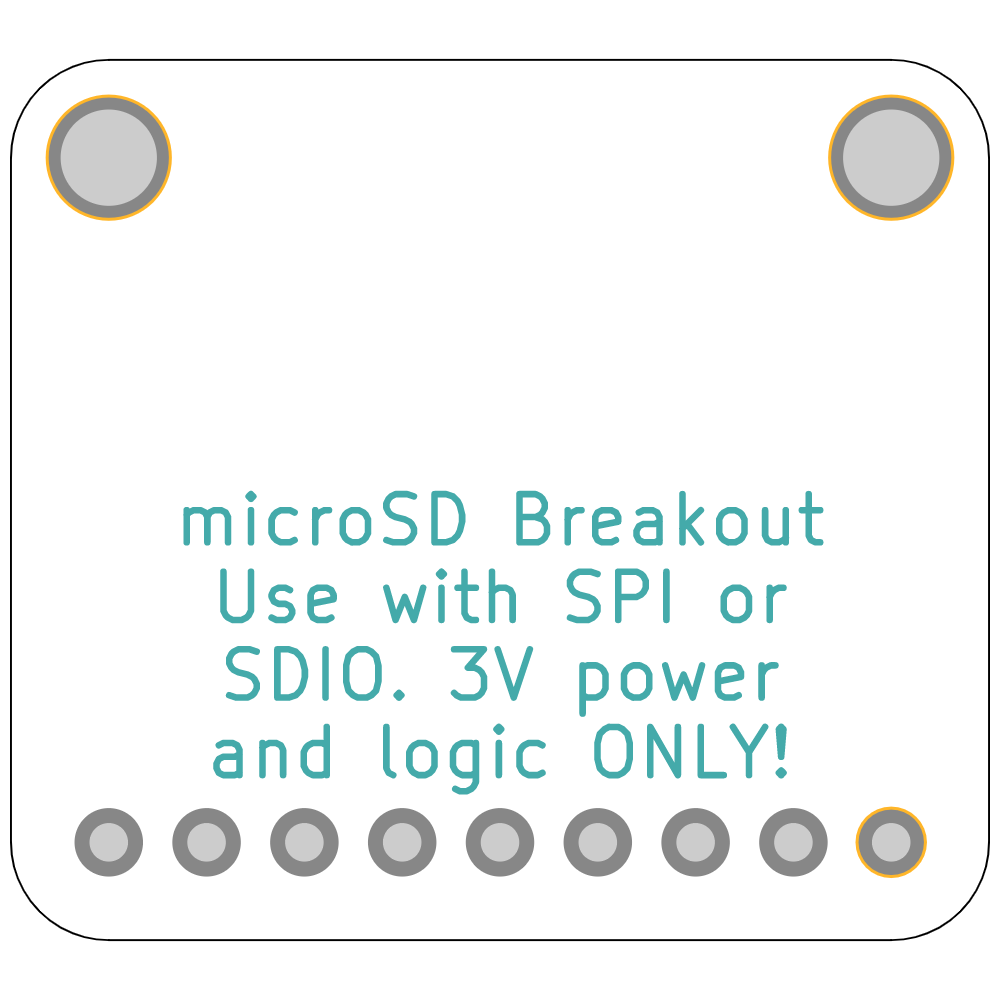 microSD Breakout
Use with SPI or
SDIO. 3V power
and logic ONLY!